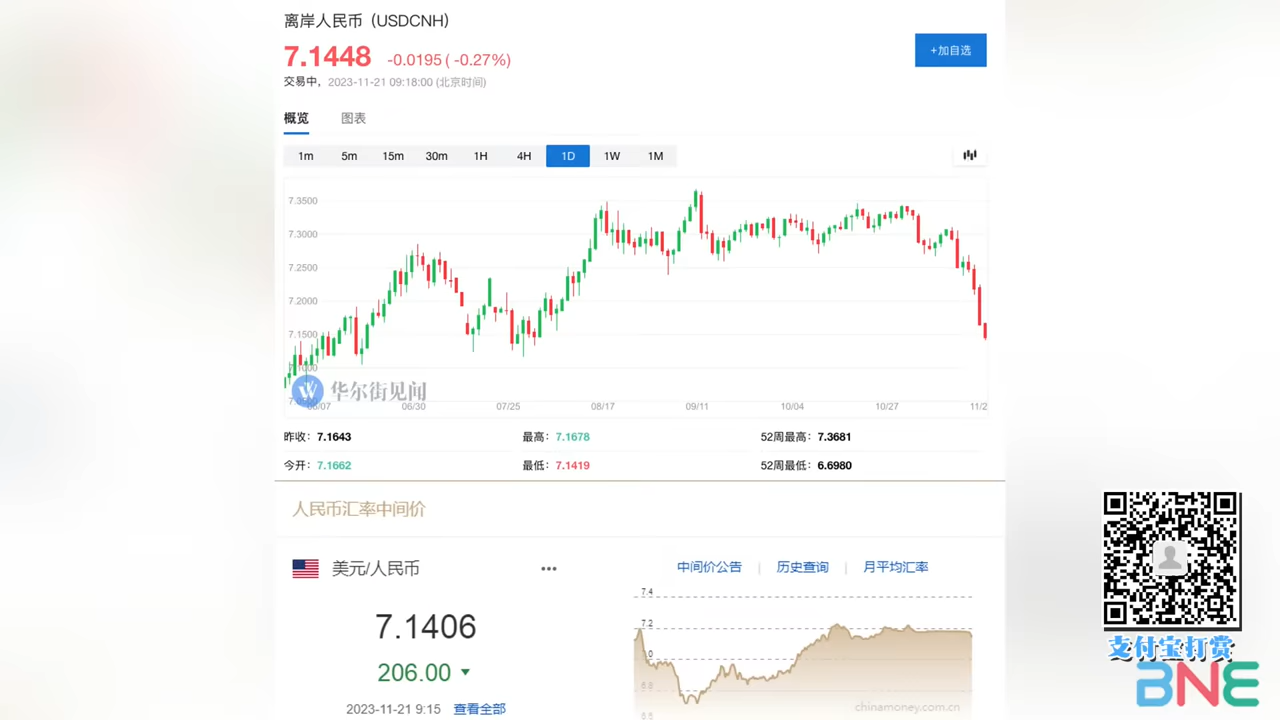 离岸人民币（USDCNH）
7.1448 -0.0195 ( -0.27%)
+加自选
交易中，2023-11-21 09:18:00 (北京时间)
概览 图表
1m 5m 15m 30m 1H 4H 1D 1W 1M
7.3500
7.3000
7.2500
7.2000
7.1500
华尔街见闻
06/30 07/25 08/17 09/11 10/04 10/27 11/2
昨收：7.1643 最高：7.1678 52周最高：7.3681
今开：7.1662 最低：7.1419 52周最低：6.6980
人民币汇率中间价
美元/人民币 •••
中间价公告 | 历史查询 | 月平均汇率
7.4
7.2
6.8
6.6
7.1406
206.00
2023-11-21 9:15 查看全部
chinamoney.com.cn
支付宝打赏
BNE